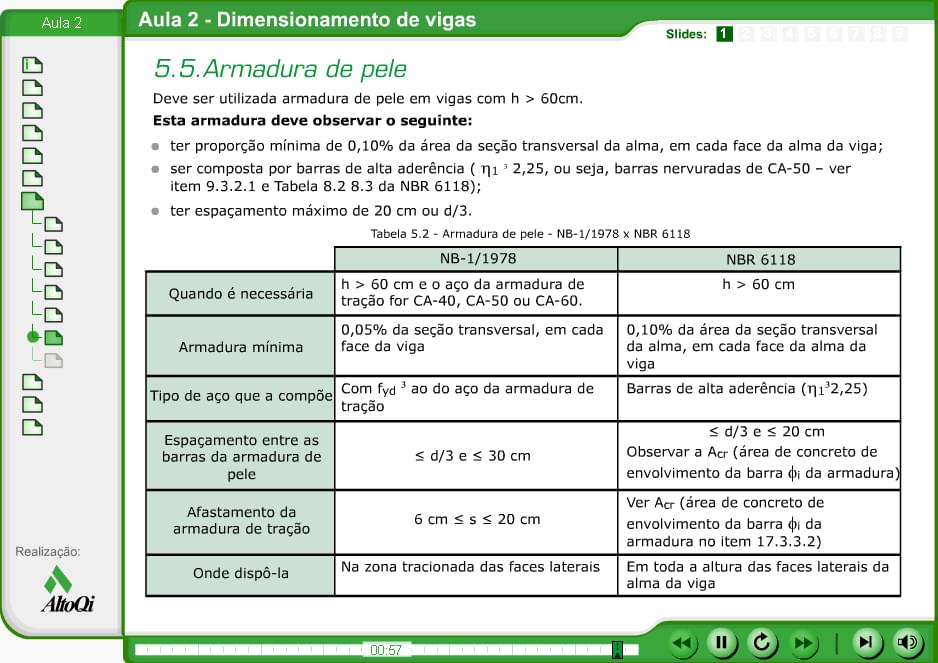 Aula 2
Aula 2 - Dimensionamento de vigas
Slides: 1 2 3 4 5 6 7 8 9
5.5.Armadura de pele
Deve ser utilizada armadura de pele em vigas com h > 60cm.
Esta armadura deve observar o seguinte:
ter proporção mínima de 0,10% da área da seção transversal da alma, em cada face da alma da viga;
ser composta por barras de alta aderência ( η1 ³ 2,25, ou seja, barras nervuradas de CA-50 – ver
item 9.3.2.1 e Tabela 8.2 8.3 da NBR 6118);
ter espaçamento máximo de 20 cm ou d/3.
Tabela 5.2 - Armadura de pele - NB-1/1978 x NBR 6118
NB-1/1978
NBR 6118
Quando é necessária
h > 60 cm e o aço da armadura de
tração for CA-40, CA-50 ou CA-60.
h > 60 cm
Armadura mínima
0,05% da seção transversal, em cada
face da viga
0,10% da área da seção transversal
da alma, em cada face da alma da
viga
Tipo de aço que a compõe
Com fyd ³ ao do aço da armadura de
tração
Barras de alta aderência (η1³2,25)
Espaçamento entre as
barras da armadura de
pele
≤ d/3 e ≤ 30 cm
≤ d/3 e ≤ 20 cm
Observar a Acr (área de concreto de
envolvimento da barra ϕi da armadura)
Afastamento da
armadura de tração
6 cm ≤ s ≤ 20 cm
Ver Acr (área de concreto de
envolvimento da barra ϕi da
armadura no item 17.3.3.2)
Onde dispô-la
Na zona tracionada das faces laterais
Em toda a altura das faces laterais da
alma da viga
Realização:
AltoQi
00:57